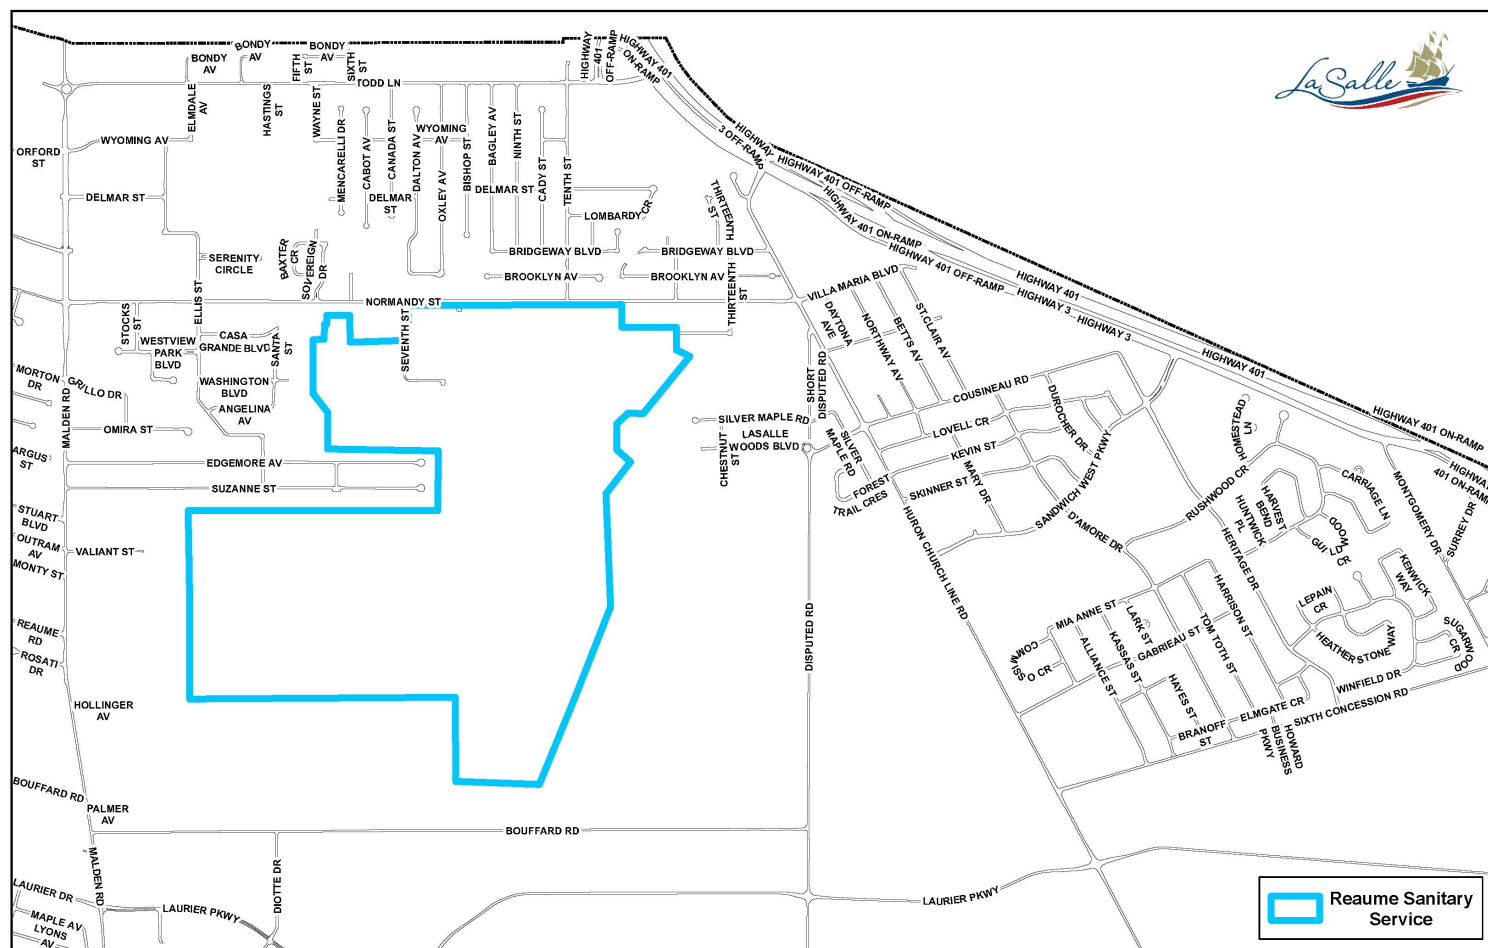 BONDY
AV
BONDY
AV
BONDY
AV
FIFTH
ST
SIXTH
ST
HIGHWAY
401
OFF-RAMP
HIGHWAY 401
ON-RAMP
LaSalle
TODD LN
ELMDALE
AV
HASTINGS
ST
WAYNE ST
MENCARELLI DR
CABOT AV
CANADA ST
DALTON AV
WYOMING
AV
OXLEY AV
BISHOP ST
BAGLEY AV
NINTH ST
CADY ST
TENTH ST
3 OFF-RAMP
HIGHWAY
HIGHWAY 401 OFF-RAMP
WYOMING AV
ORFORD
ST
DELMAR ST
DELMAR
ST
DELMAR ST
LOMBARDY
CR
THIRTEENTH
ST
HIGHWAY 401 ON-RAMP
HIGHWAY 401 OFF-RAMP
HIGHWAY 3
HIGHWAY 3
HIGHWAY 401
HIGHWAY 401
HIGHWAY 401 ON-RAMP
HIGHWAY
401 ON-RAMP
SERENITY
CIRCLE
BAXTER
CR
SOVEREIGN
DR
BRIDGEWAY BLVD
BRIDGEWAY BLVD
BROOKLYN AV
BROOKLYN AV
THIRTEENTH
ST
NORMANDY ST
ELLIS ST
STOCKS
ST
CASA
GRANDE BLVD
SANTA
ST
WESTVIEW
PARK
BLVD
WASHINGTON
BLVD
ANGELINA
AV
SEVENTH ST
VILLA MARIA BLVD
DAYTONA
AVE
NORTHWAY AV
BETTS AV
ST.CLAIR AV
SHORT
DISPUTED RD
COUSINEAU RD
MORTON
DR
GRILLO DR
MALDEN RD
OMIRA ST
ARGUS
ST
EDGEMORE AV
SUZANNE ST
SILVER MAPLE RD
LASALLE
WOODS BLVD
CHESTNUT
ST
SILVER
MAPLE RD
FOREST
TRAIL CRES
LOVELL CR
KEVIN ST
SKINNER ST
DUROCHER DR
MARY DR
SANDWICH WEST PKWY
D'AMORE DR
RUSHWOOD CR
HOMESTEAD
LN
HARVEST
BEND
HUNTWICK
PL
CARRIAGE LN
GUILDWOOD
CR
MONTGOMERY DR
SURREY DR
STUART
BLVD
OUTRAM
AV
VALIANT ST
MONTY ST
HURON CHURCH LINE RD
HERITAGE DR
KENWICK
WAY
LEPAIN
CR
HEATHERSTONE
WAY
SUGARWOOD
CR
REAUME
RD
ROSATI
DR
HOLLINGER
AV
DISPUTED RD
MIA ANNE ST
LARK ST
COMMISSIO
CR
ALLIANCE ST
KASSAS ST
GABRIEAU ST
TOM TOTH ST
HARRISON ST
HAYES ST
BRANOFF
ST
ELMGATE CR
WINFIELD DR
SIXTH CONCESSION RD
HOWARD
BUSINESS
PKWY
BOUFFARD RD
PALMER
AV
BOUFFARD RD
MALDEN RD
DIOTTE DR
LAURIER DR
LAURIER PKWY
LAURIER PKWY
MAPLE AV
LYONS
AV
Reaume Sanitary
Service